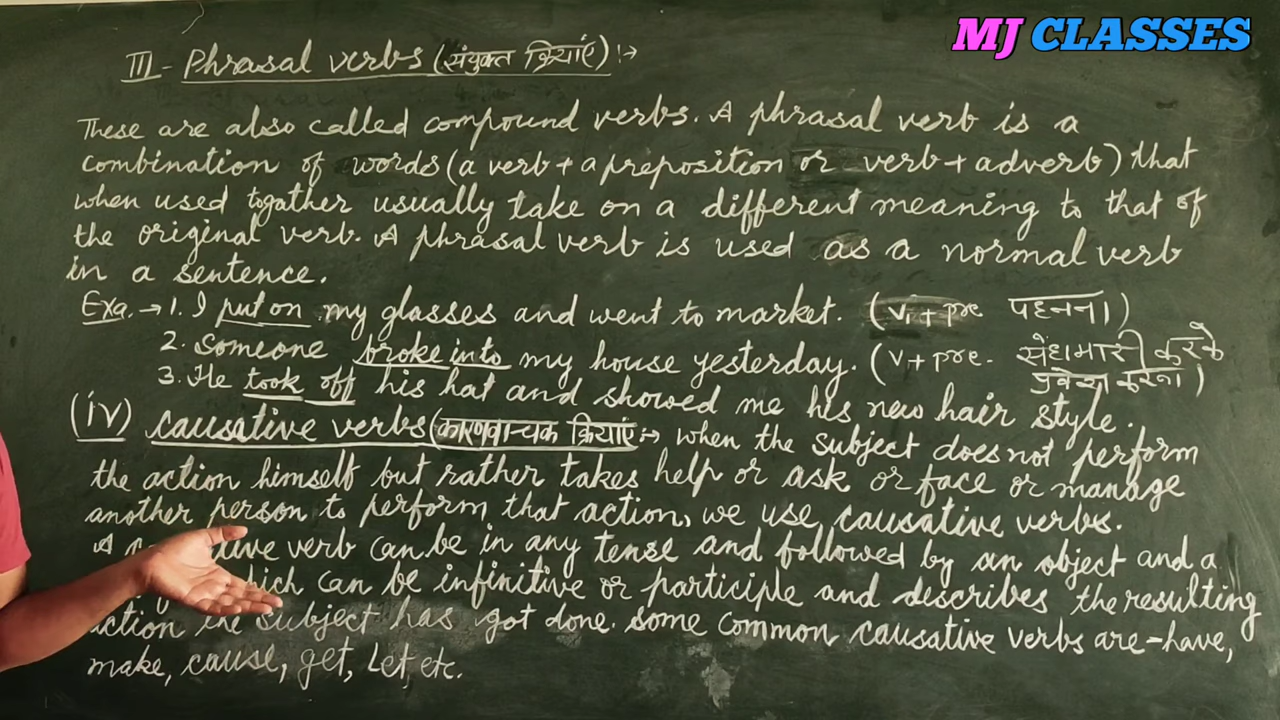 MJ CLASSES
III - Phrasal verbs (संयुक्त क्रियाएं) :→
These are also called compound verbs. A phrasal verb is a
combination of words (a verb + a preposition or verb + adverb) that
when used togather usually take on a different meaning to that of
the original verb. A phrasal verb is used as a normal verb
in a sentence.
Exa. → 1. I put on my glasses and went to market. (V1 + pre पहनना)
2. Someone broke into my house yesterday. (V + pre - सेंधमारी करके
प्रवेश करना)
3. He took off his hat and showed me his new hair style.
(iv) causative verbs (कारणवाचक क्रियाएं :→ when the subject does not perform
the action himself but rather takes help or ask or face or manage
another person to perform that action, we use causative verbs.
A verb can be in any tense and followed by an object and a
which can be infinitive or participle and describes the resulting
action the subject has got done. some common causative verbs are - have,
make, cause, get, Let, etc.